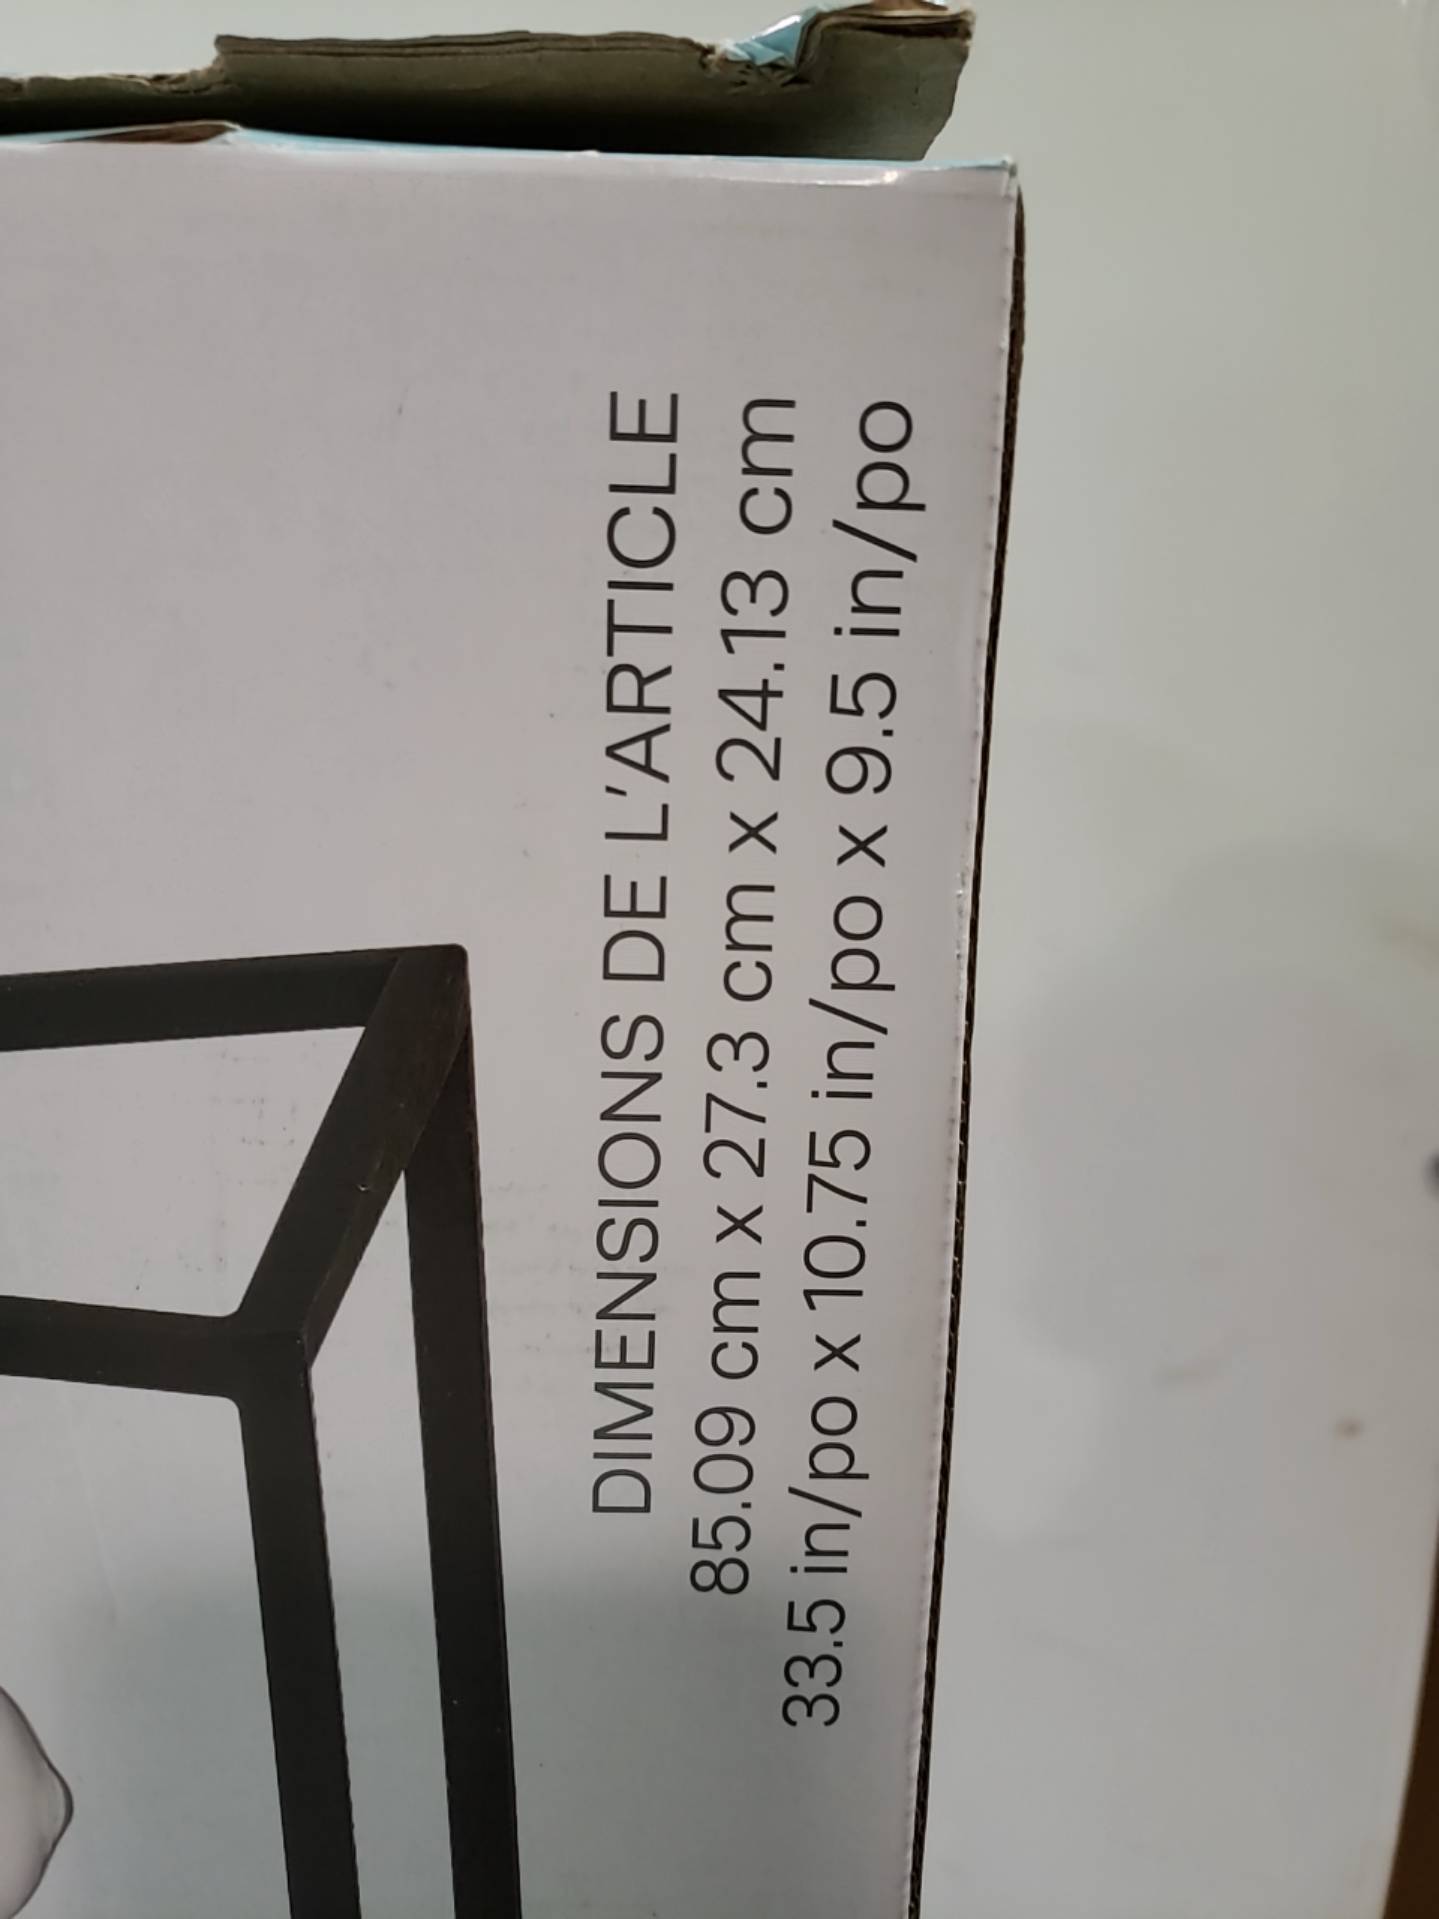 DIMENSIONS DE L'ARTICLE
85.09 cm x 27.3 cm x 24.13 cm
33.5 in/po x 10.75 in/po x 9.5 in/po